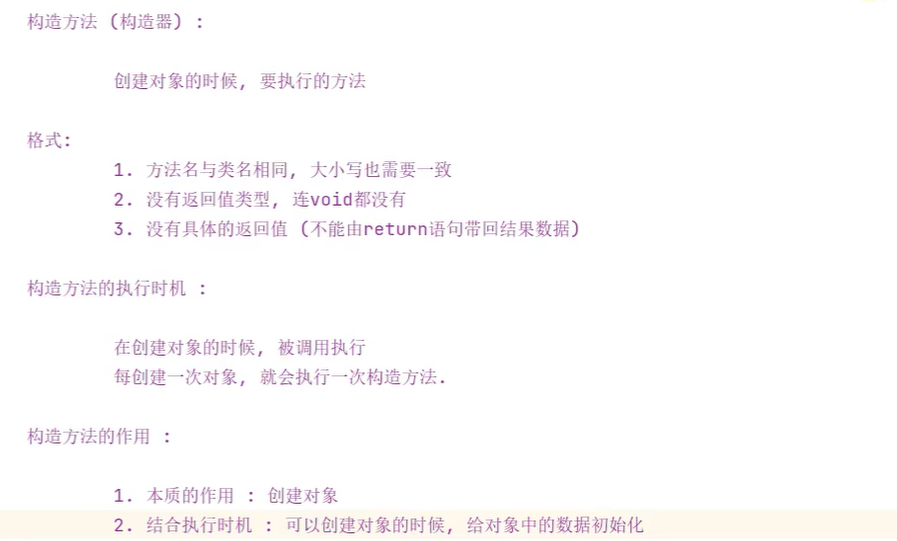 构造方法 (构造器) :
创建对象的时候, 要执行的方法
格式:
1. 方法名与类名相同, 大小写也需要一致
2. 没有返回值类型, 连void都没有
3. 没有具体的返回值 (不能由return语句带回结果数据)
构造方法的执行时机 :
在创建对象的时候, 被调用执行
每创建一次对象, 就会执行一次构造方法.
构造方法的作用 :
1. 本质的作用 : 创建对象
2. 结合执行时机 : 可以创建对象的时候, 给对象中的数据初始化